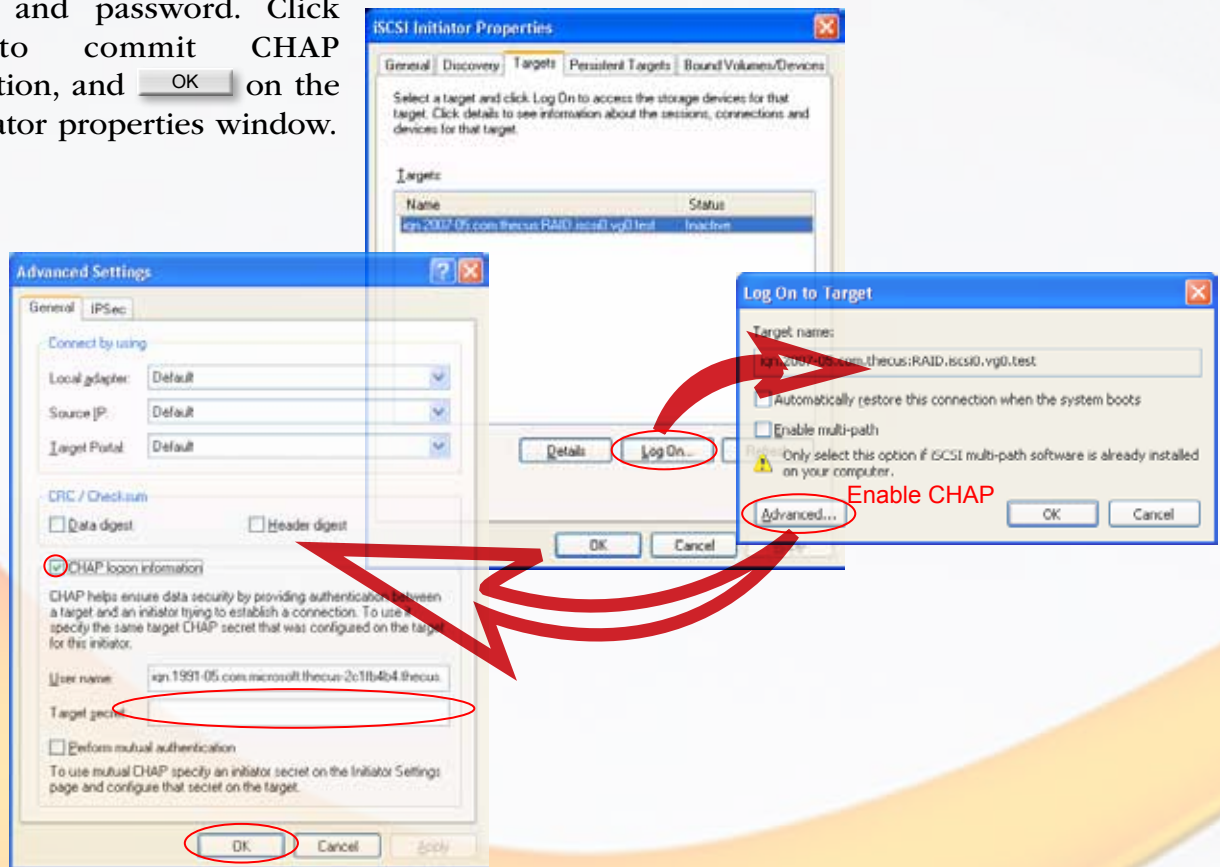 and password. Click
to commit CHAP
tion, and OK on the
ator properties window.
iSCSI Initiator Properties
General Discovery Targets Persistent Targets Bound Volumes/Devices
Select a target and click Log On to access the storage devices for that
target. Click details to see information about the sessions, connections and
devices for that target.
Targets:
Name Status
iqn.2007-05.com.thecus:RAID.iscsi0.vg0.test Inactive
Details Log On...
OK Cancel
Log On to Target
Target name:
iqn.2007-05.com.thecus:RAID.iscsi0.vg0.test
Automatically restore this connection when the system boots
Enable multi-path
Only select this option if iSCSI multi-path software is already installed
on your computer.
Enable CHAP
Advanced... OK Cancel
Advanced Settings
General IPSec
Connect by using
Local adapter: Default
Source IP: Default
Target Portal: Default
CRC / Checksum
Data digest Header digest
CHAP logon information
CHAP helps ensure data security by providing authentication between
a target and an initiator trying to establish a connection. To use it
specify the same target CHAP secret that was configured on the target
for this initiator.
User name: iqn.1991-05.com.microsoft:thecus-2c1fb4b4.thecus.
Target secret:
Perform mutual authentication
To use mutual CHAP specify an initiator secret on the Initiator Settings
page and configure that secret on the target.
OK Cancel Apply